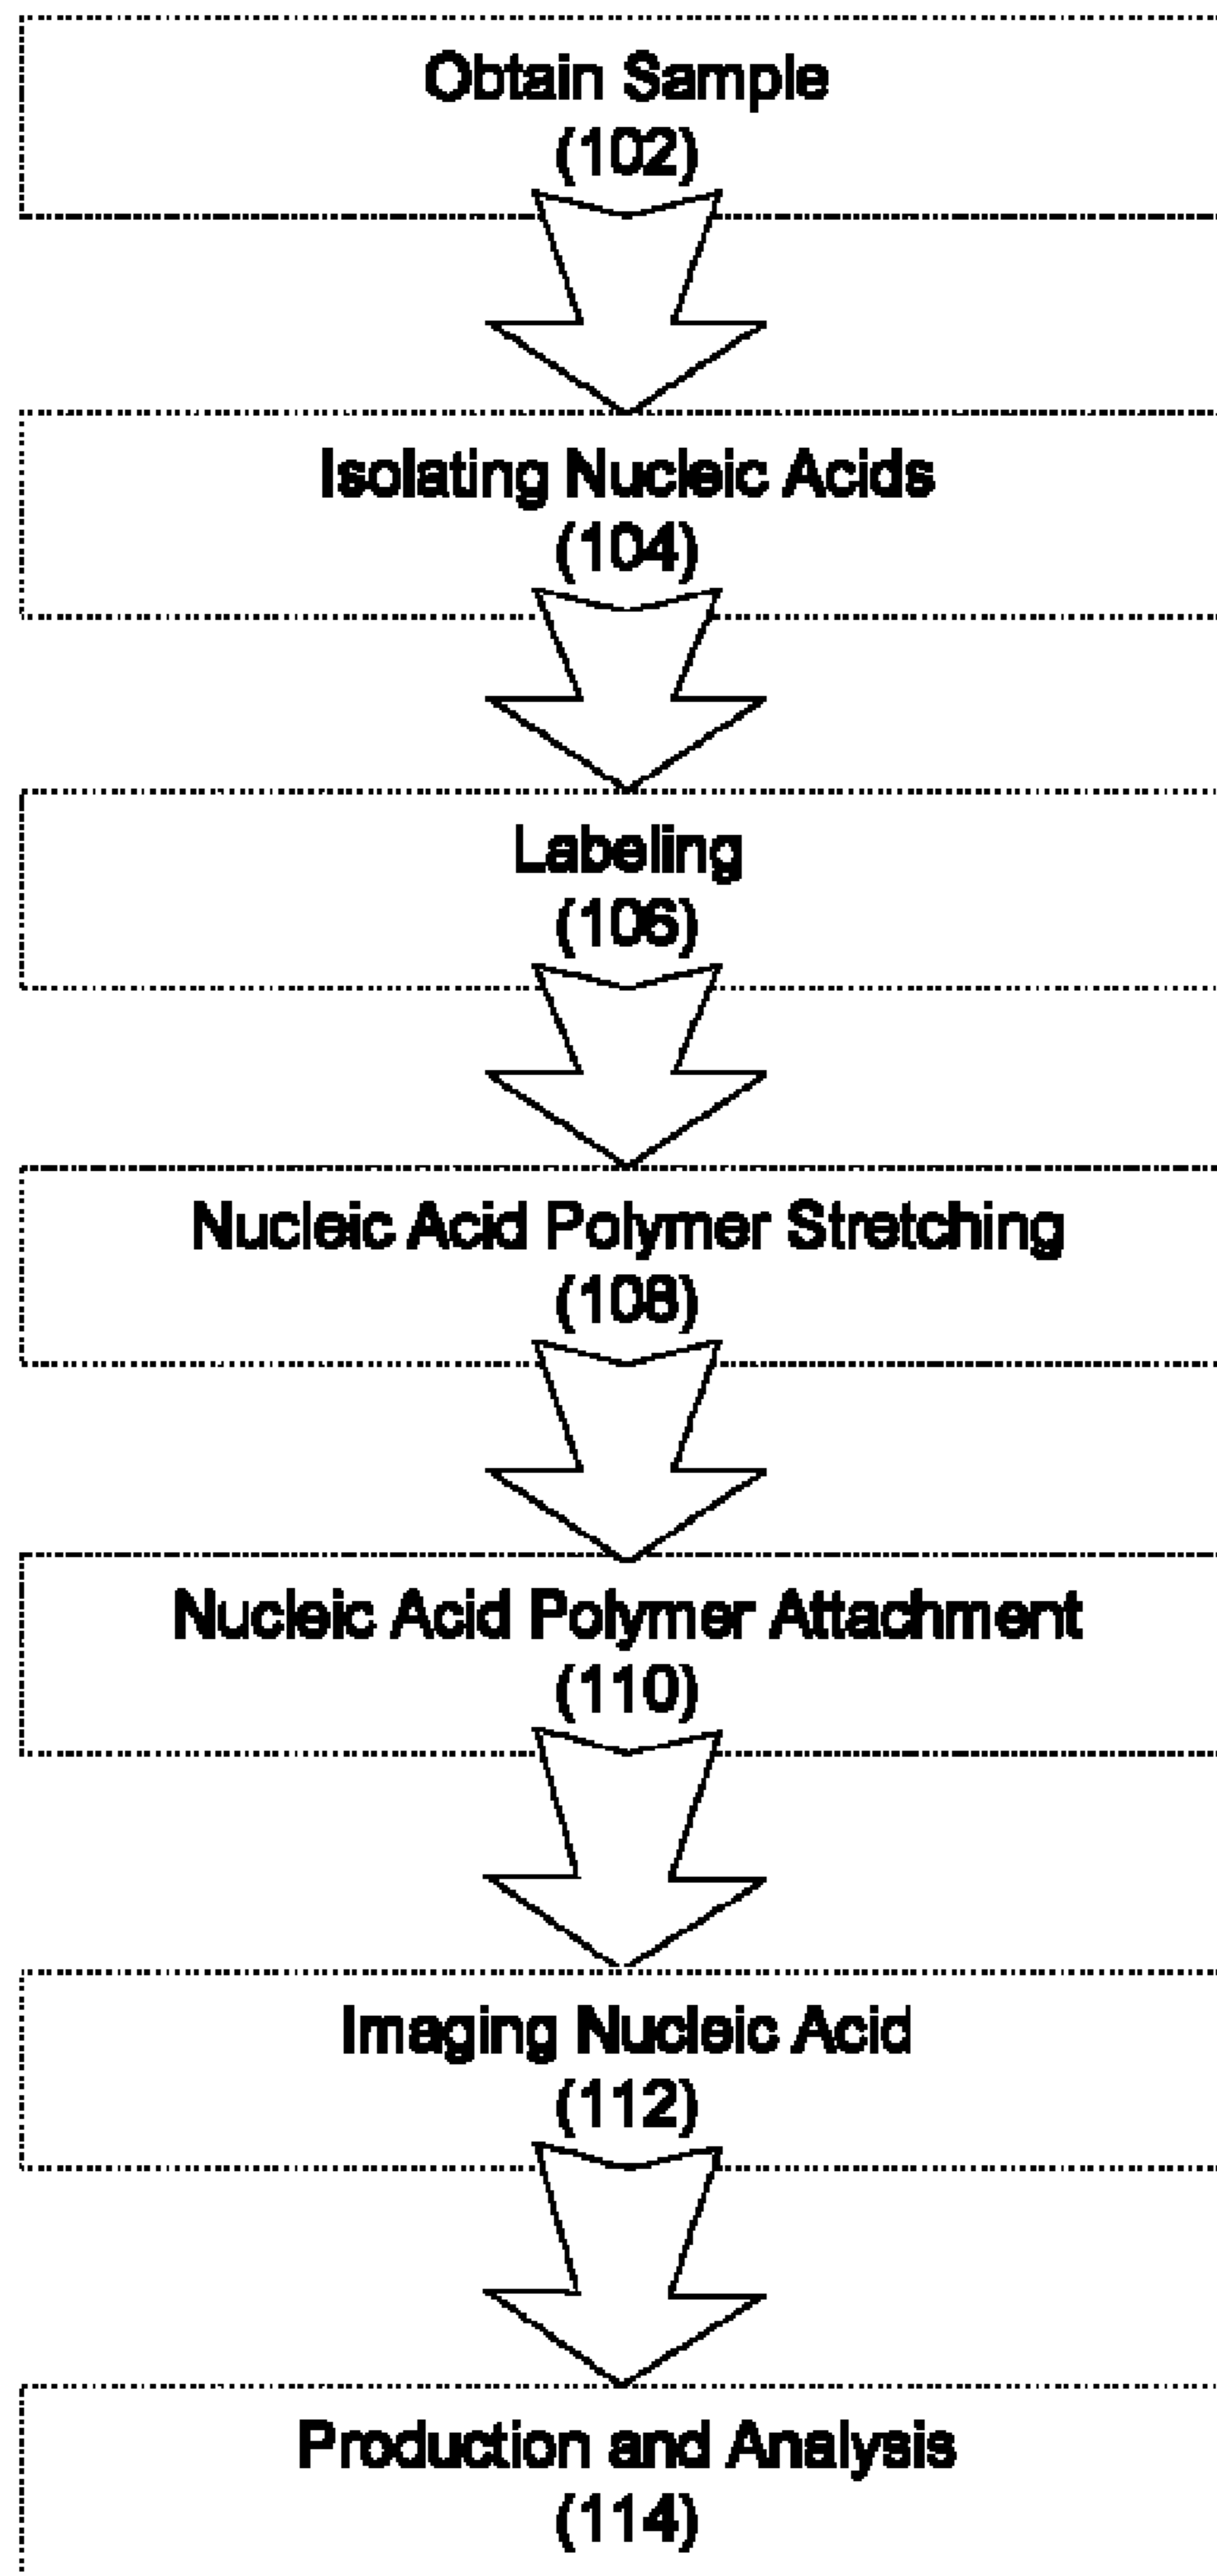 Obtain Sample
(102)
Isolating Nucleic Acids
(104)
Labeling
(106)
Nucleic Acid Polymer Stretching
(108)
Nucleic Acid Polymer Attachment
(110)
Imaging Nucleic Acid
(112)
Production and Analysis
(114)